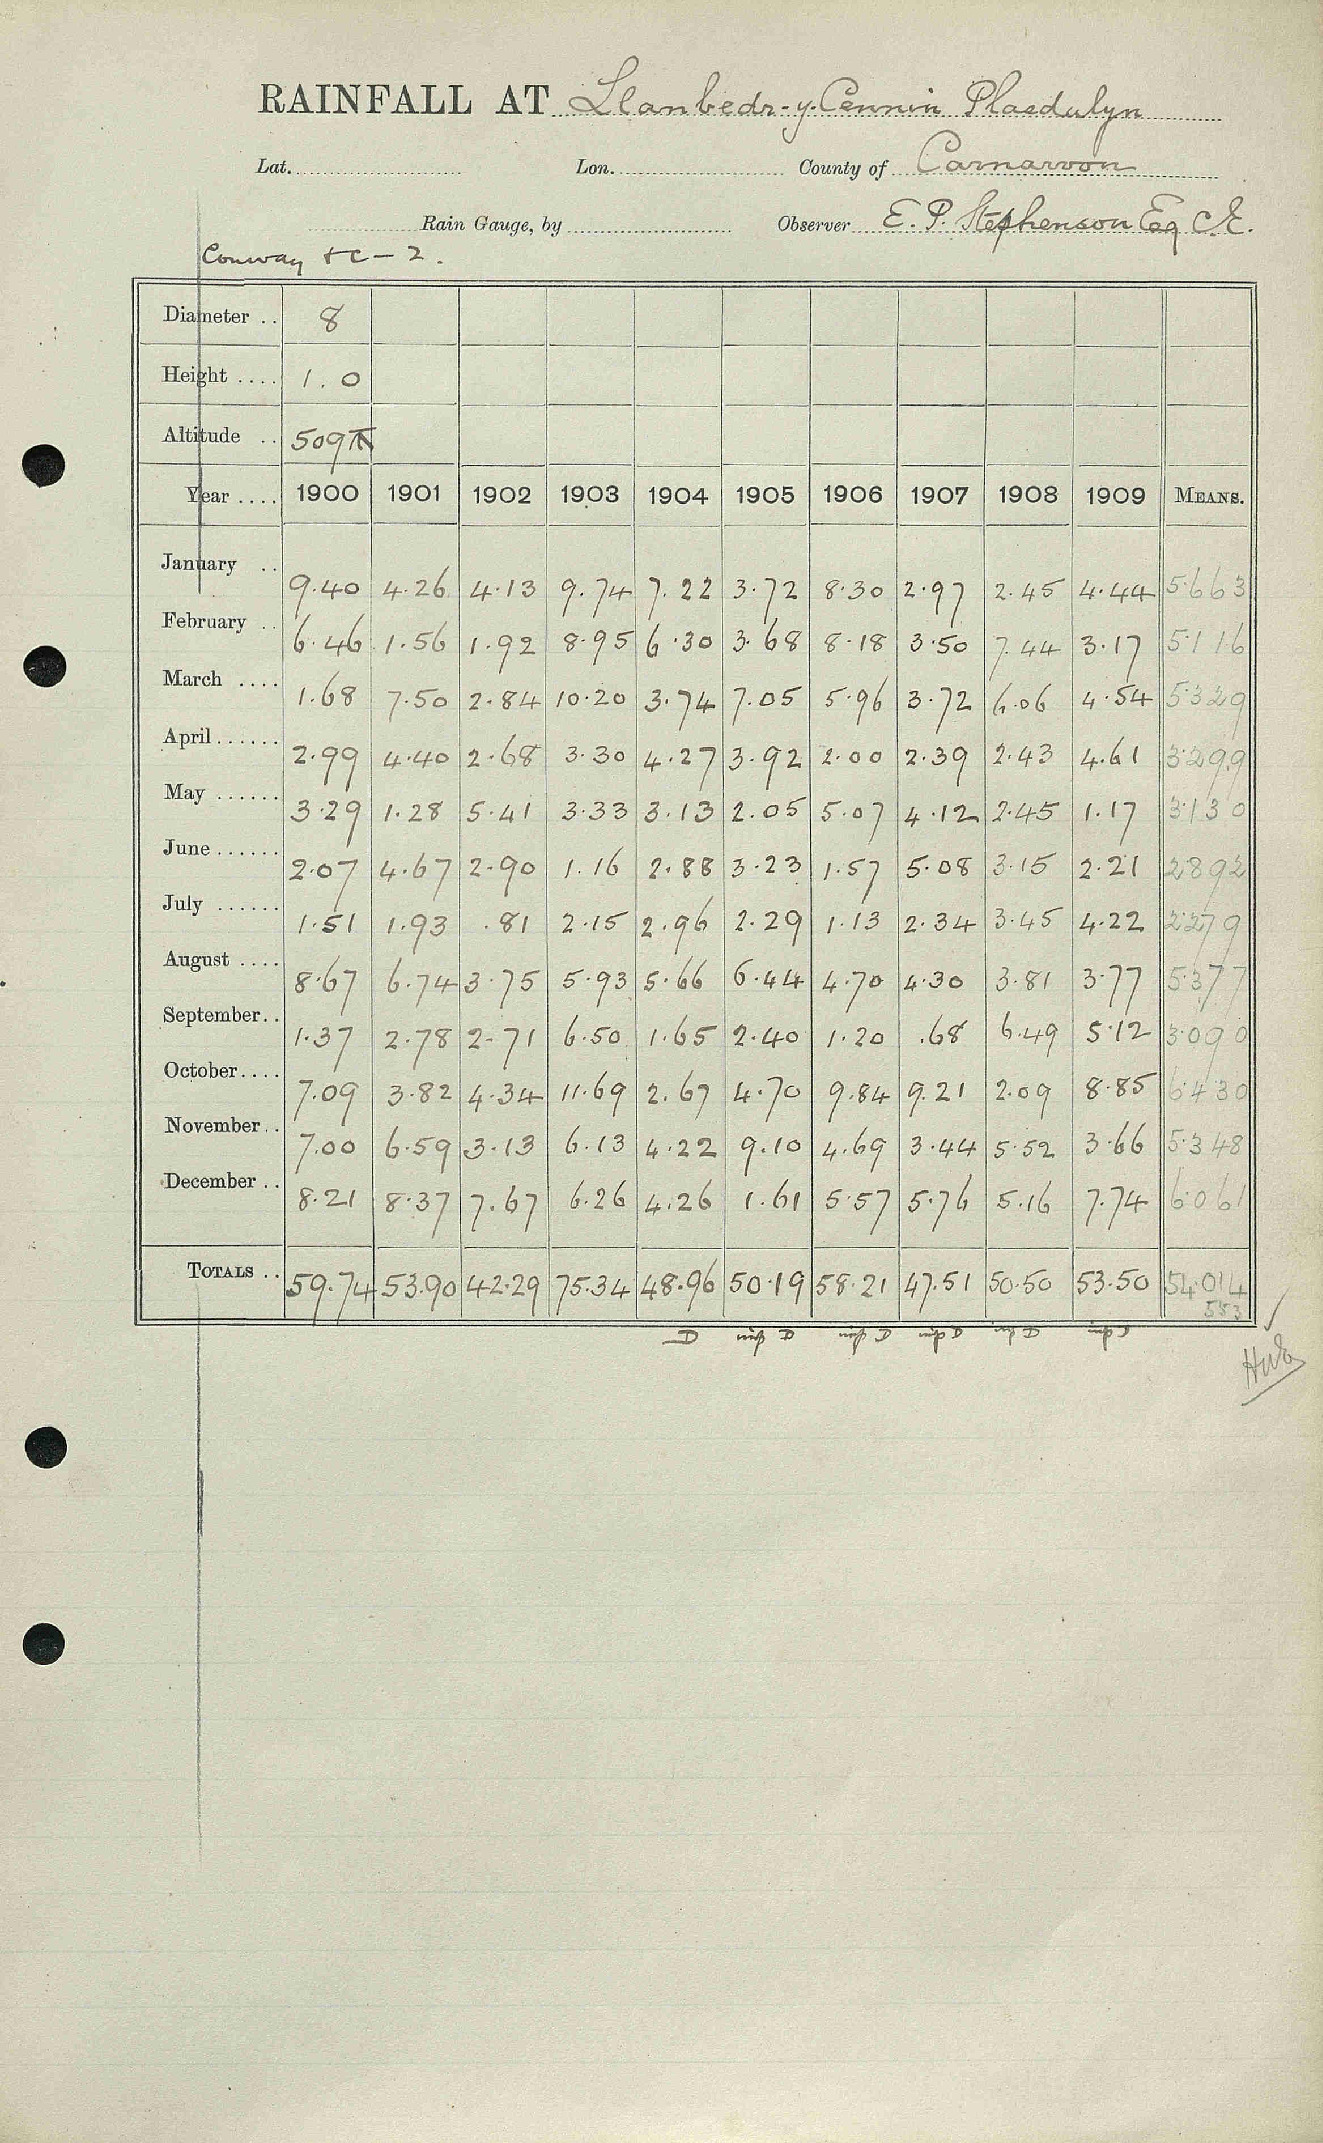 RAINFALL AT Llanbedr-y-Cennin Plasdulyn
Lat. Lon. County of Carnarvon
Rain Gauge, by Observer E. P. Stephenson Esq C.E.
Conway &c - 2.
Diameter .. 8
Height .... 1.0
Altitude .. 509 ft
Year .... 1900 1901 1902 1903 1904 1905 1906 1907 1908 1909 MEANS.
January .. 9.40 4.26 4.13 9.74 7.22 3.72 8.30 2.97 2.45 4.44 5.663
February .. 6.46 1.56 1.92 8.95 6.30 3.68 8.18 3.50 7.44 3.17 5.116
March .... 1.68 7.50 2.84 10.20 3.74 7.05 5.96 3.72 6.06 4.54 5.329
April...... 2.99 4.40 2.68 3.30 4.27 3.92 2.00 2.39 2.43 4.61 3.299
May ...... 3.29 1.28 5.41 3.33 3.13 2.05 5.07 4.12 2.45 1.17 3.130
June...... 2.07 4.67 2.90 1.16 2.88 3.23 1.57 5.08 3.15 2.21 2.892
July ...... 1.51 1.93 .81 2.15 2.96 2.29 1.13 2.34 3.45 4.22 2.279
August .... 8.67 6.74 3.75 5.93 5.66 6.44 4.70 4.30 3.81 3.77 5.377
September.. 1.37 2.78 2.71 6.50 1.65 2.40 1.20 .68 6.49 5.12 3.090
October.... 7.09 3.82 4.34 11.69 2.67 4.70 9.84 9.21 2.09 8.85 6.430
November.. 7.00 6.59 3.13 6.13 4.22 9.10 4.69 3.44 5.52 3.66 5.348
December .. 8.21 8.37 7.67 6.26 4.26 1.61 5.57 5.76 5.16 7.74 6.061
TOTALS .. 59.74 53.90 42.29 75.34 48.96 50.19 58.21 47.51 50.50 53.50 54.014
553